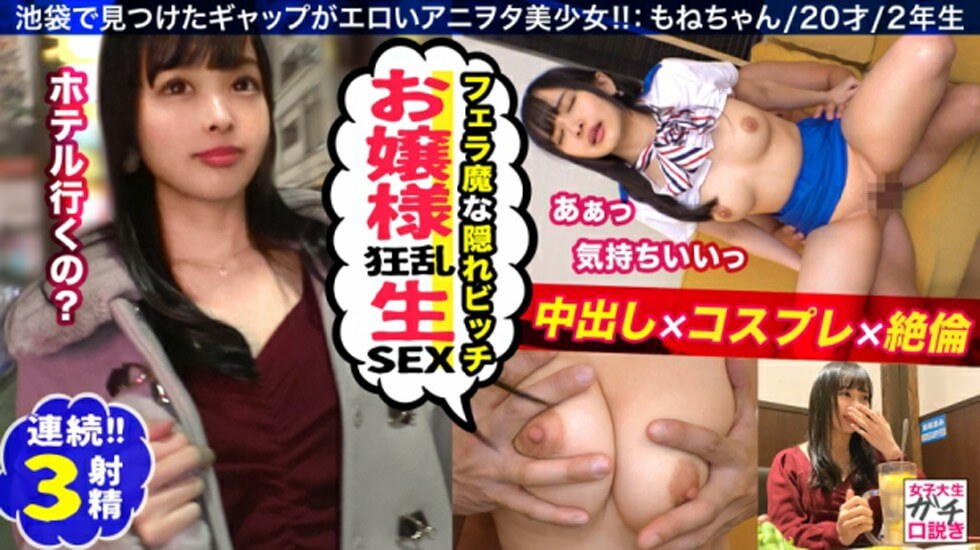 池袋で見つけたギャップがエロいアニヲタ美少女!!：もねちゃん/20才/2年生
ホテル行くの？
フェラ魔な隠れビッチ
お嬢様
狂乱
生
SEX
あぁっ
気持ちいいっ
中出し×コスプレ×絶倫
連続!!
3射精
女子大生
ガチ
口説き